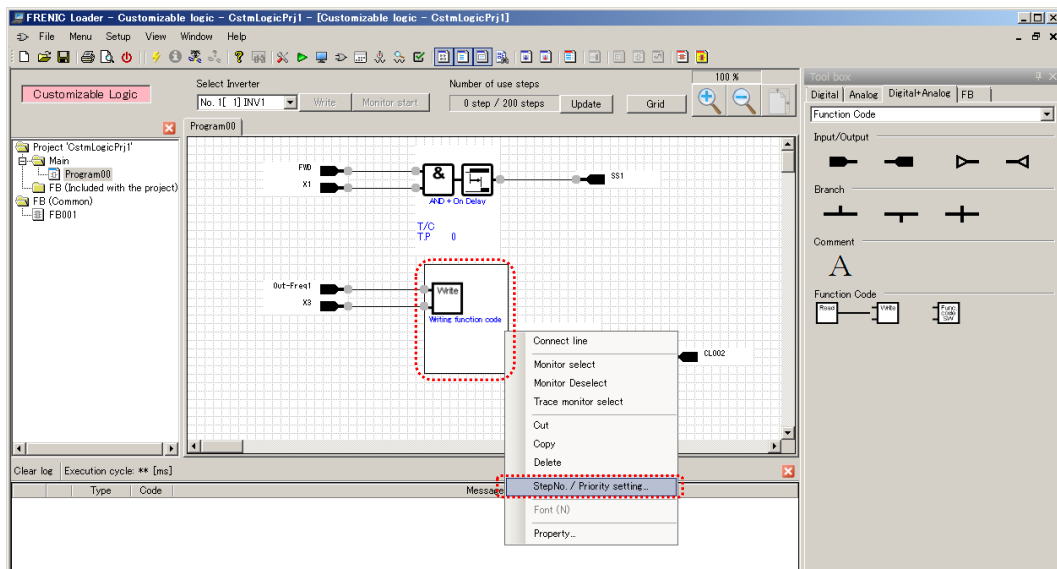 FRENIC Loader - Customizable logic - CstmLogicPrj1 - [Customizable logic - CstmLogicPrj1]
File Menu Setup View Window Help
Customizable Logic
Select Inverter
No. 1[ 1] INV1
Write
Monitor start
Number of use steps
0 step / 200 steps
Update
Grid
100 %
Project 'CstmLogicPrj1'
Main
Program00
FB (Included with the project)
FB (Common)
FB001
Program00
FWD
X1
&
AND + On Delay
SS1
T/C
T.P 0
Out-Freq1
X3
Write
Writing function code
CL002
Connect line
Monitor select
Monitor Deselect
Trace monitor select
Cut
Copy
Delete
StepNo. / Priority setting...
Font (N)
Property...
Tool box
Digital Analog Digital+Analog FB
Function Code
Input/Output
Branch
Comment
A
Function Code
Read
Write
Func code SW
Clear log Execution cycle: ** [ms]
Type Code Message